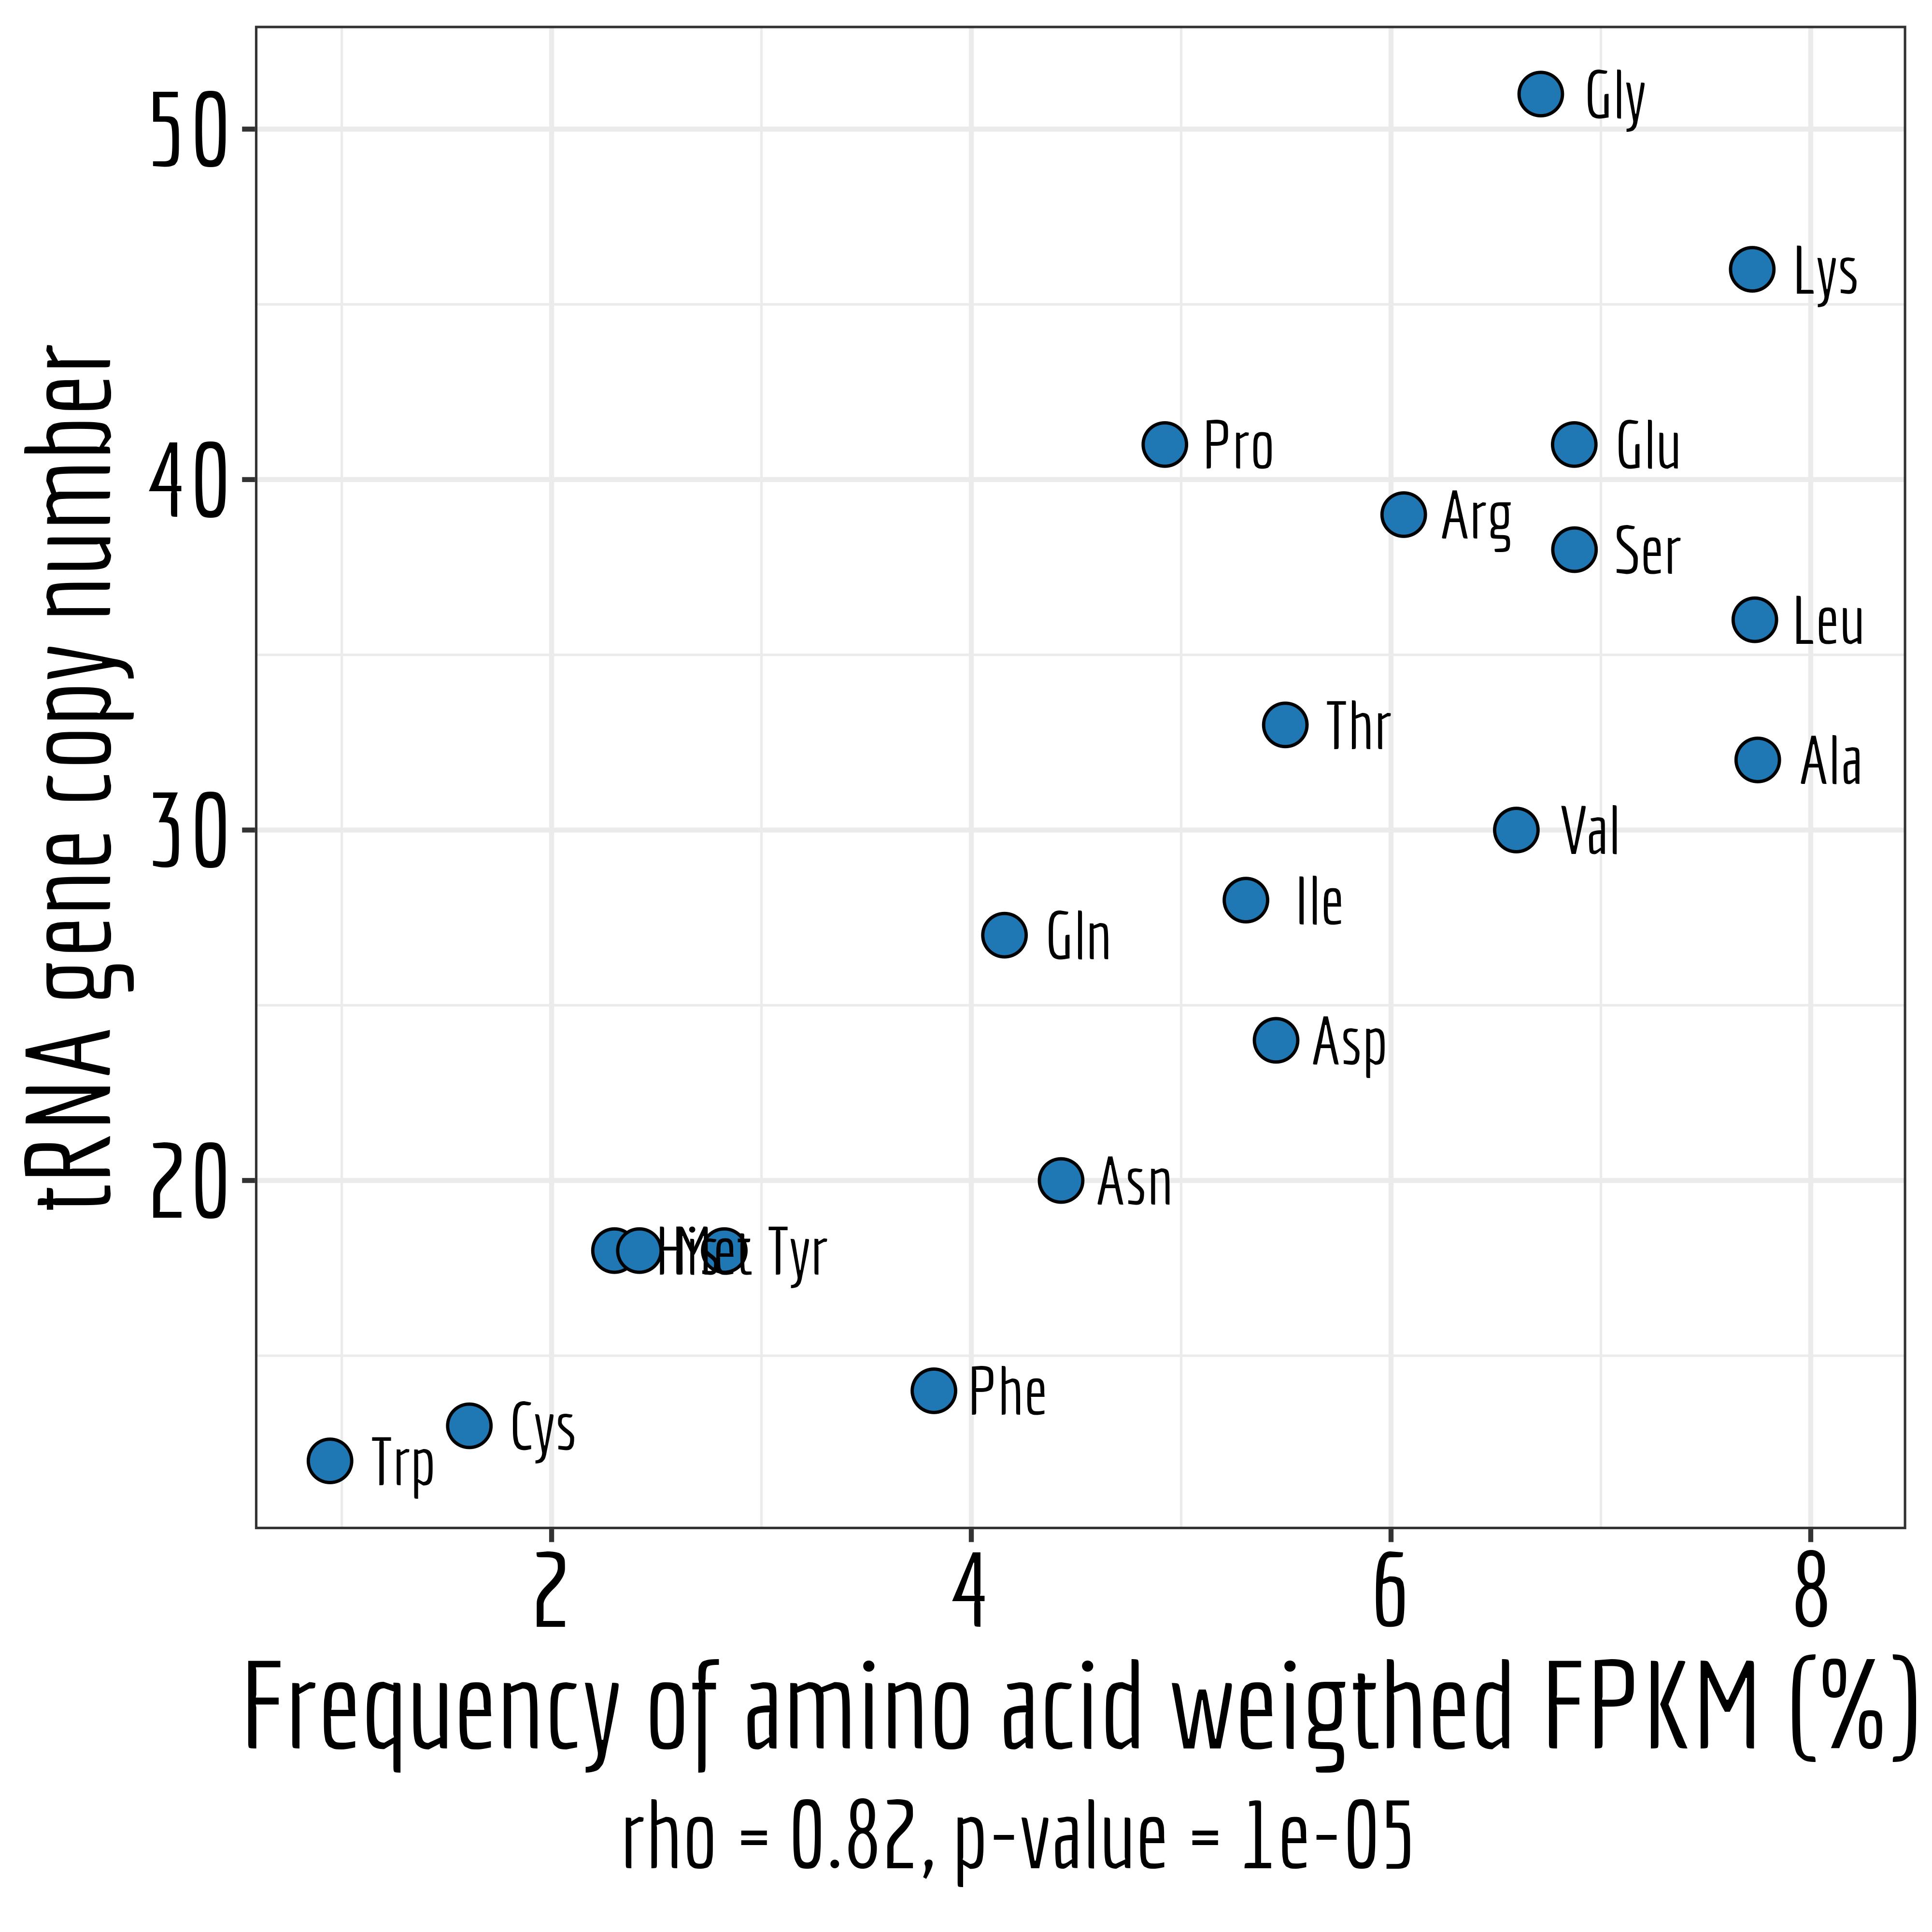 50
40
30
20
tRNA gene copy number
Gly
Lys
Pro
Glu
Arg
Ser
Leu
Thr
Ala
Val
Ile
Gln
Asp
Asn
His
Met
Tyr
Phe
Cys
Trp
2 4 6 8
Frequency of amino acid weigthed FPKM (%)
rho = 0.82, p-value = 1e-05